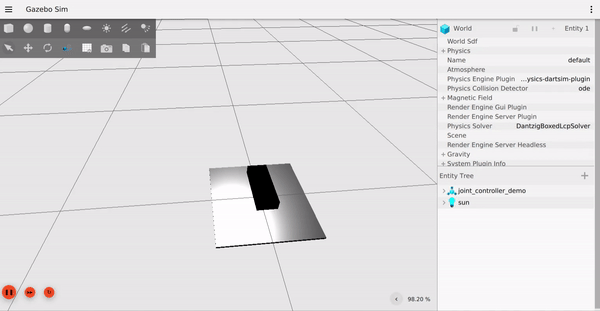 Gazebo Sim
World
Entity 1
World Sdf
Physics
Name default
Atmosphere
Physics Engine Plugin ...ysics-dartsim-plugin
Physics Collision Detector ode
Magnetic Field
Render Engine Gui Plugin
Render Engine Server Plugin
Physics Solver DantzigBoxedLcpSolver
Scene
Render Engine Server Headless
Gravity
System Plugin Info
Entity Tree
joint_controller_demo
sun
98.20 %